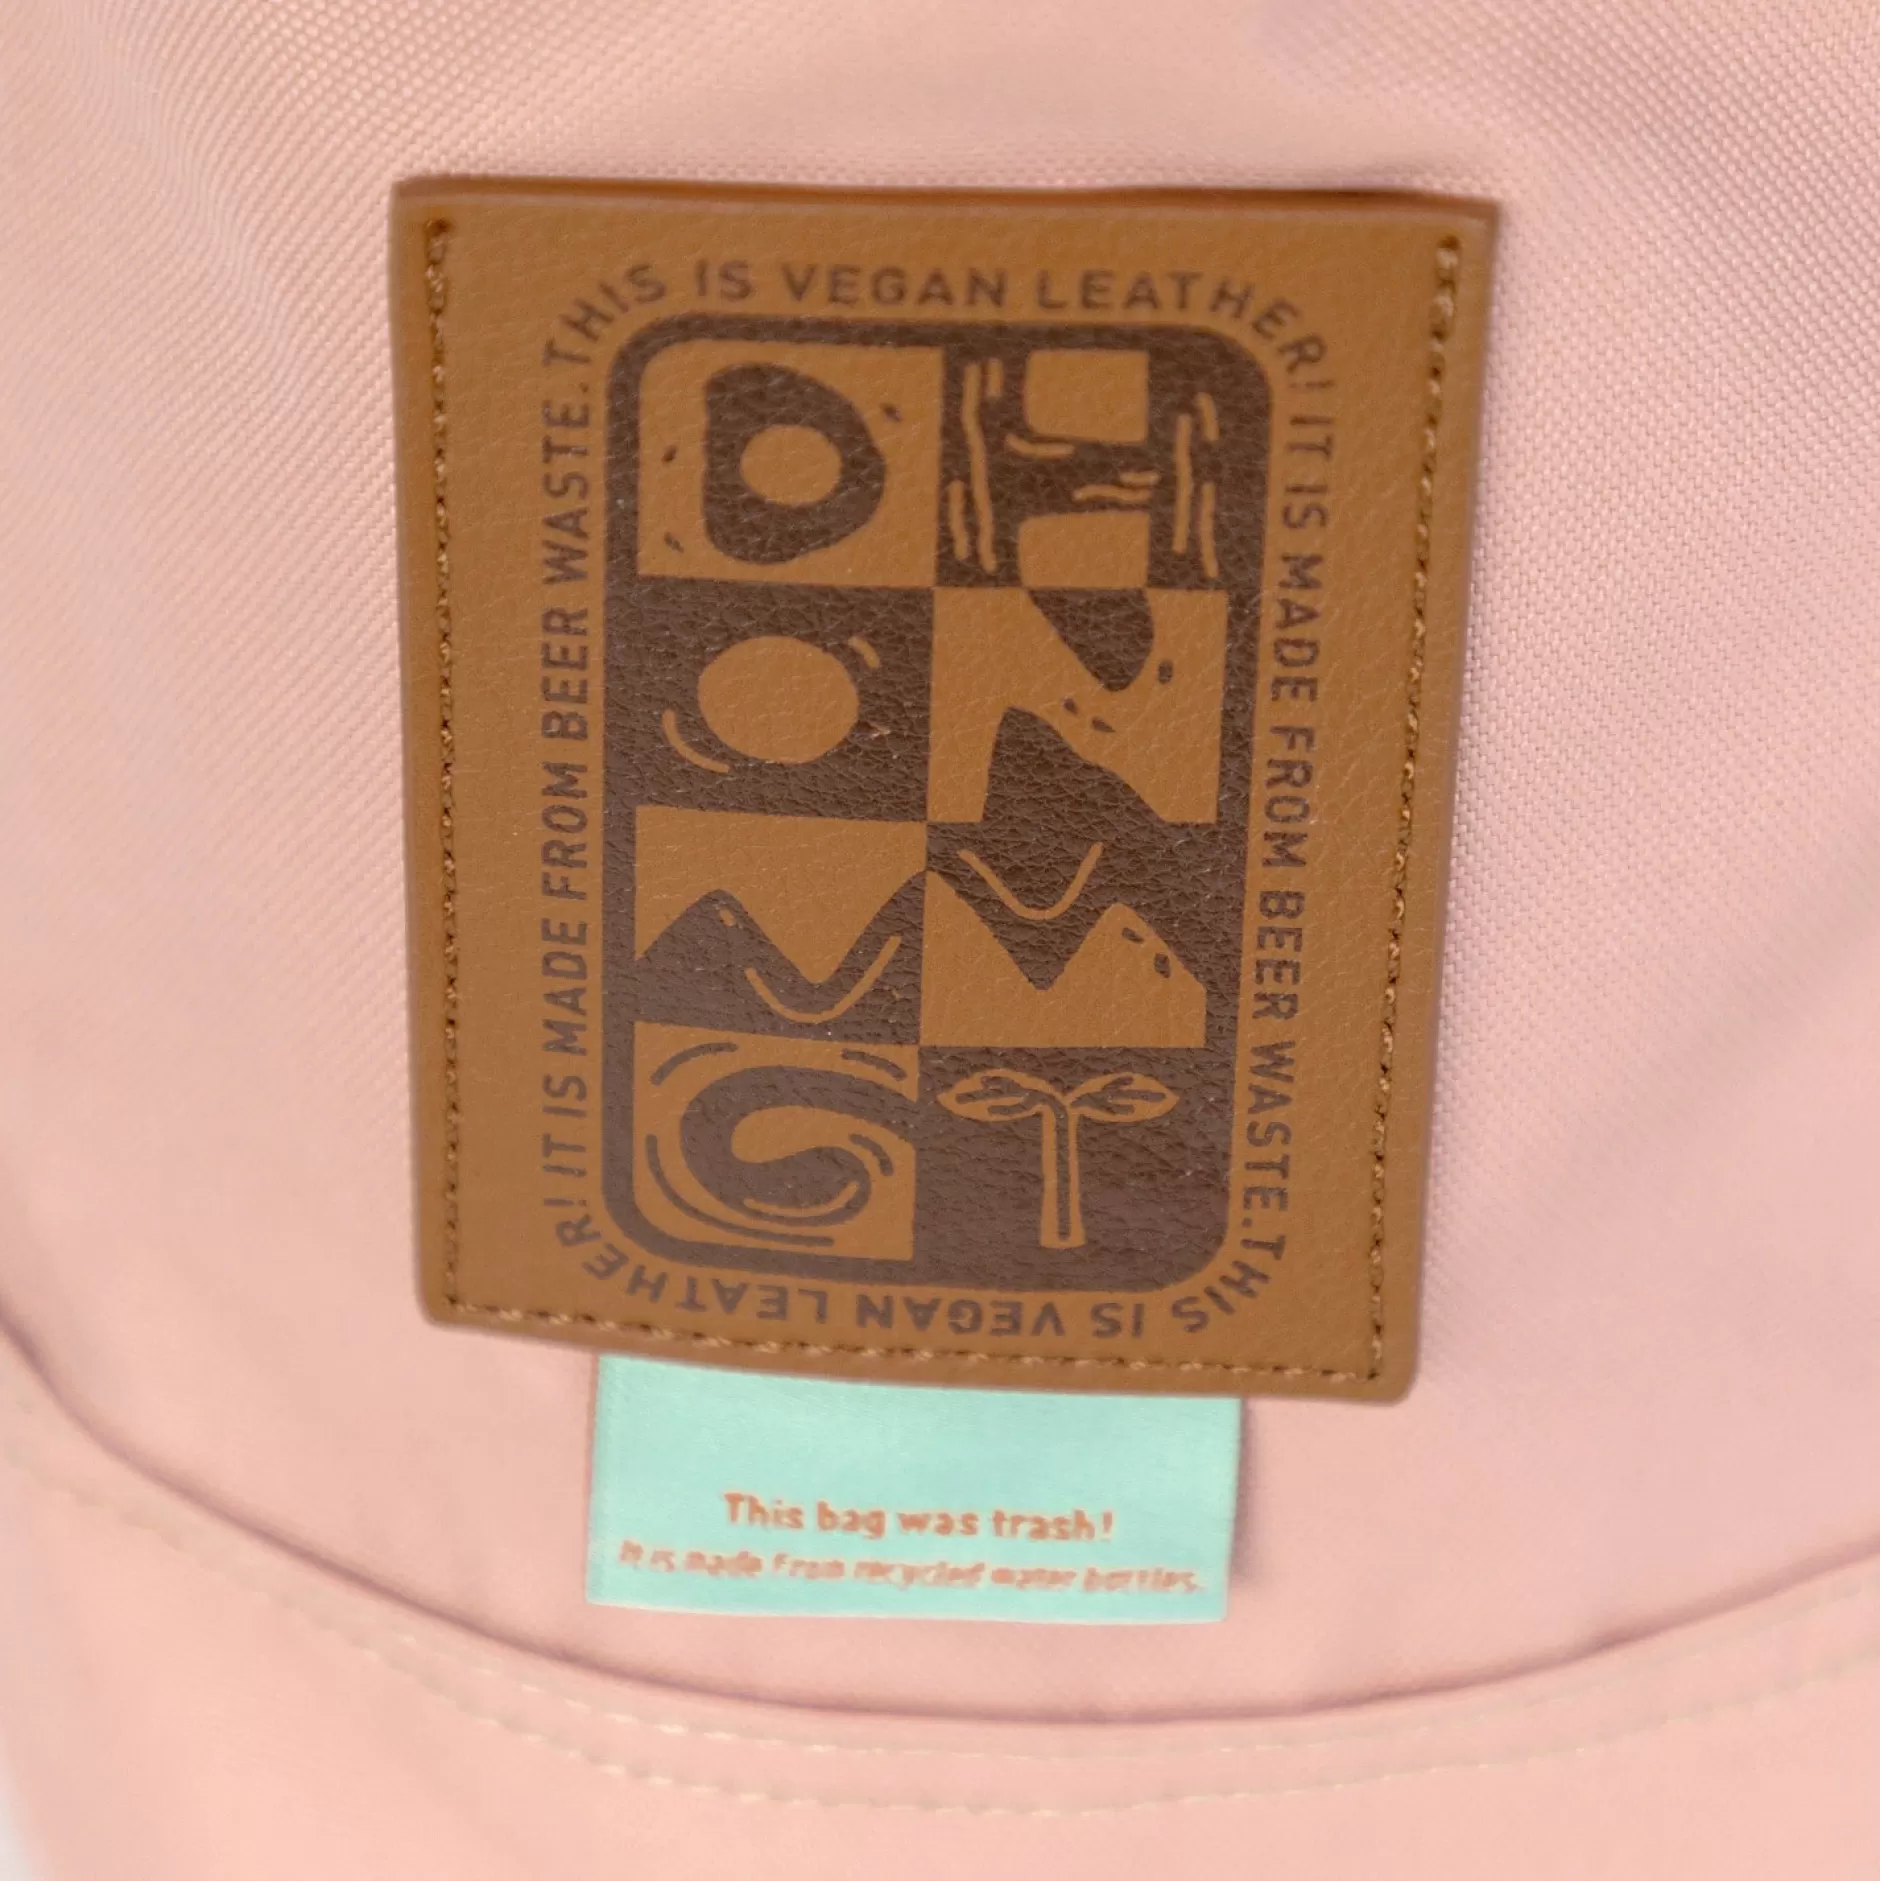 THIS IS VEGAN LEATHER! IT IS MADE FROM BEER WASTE.
THIS IS VEGAN LEATHER! IT IS MADE FROM BEER WASTE.
This bag was trash!
It is made from recycled water bottles.